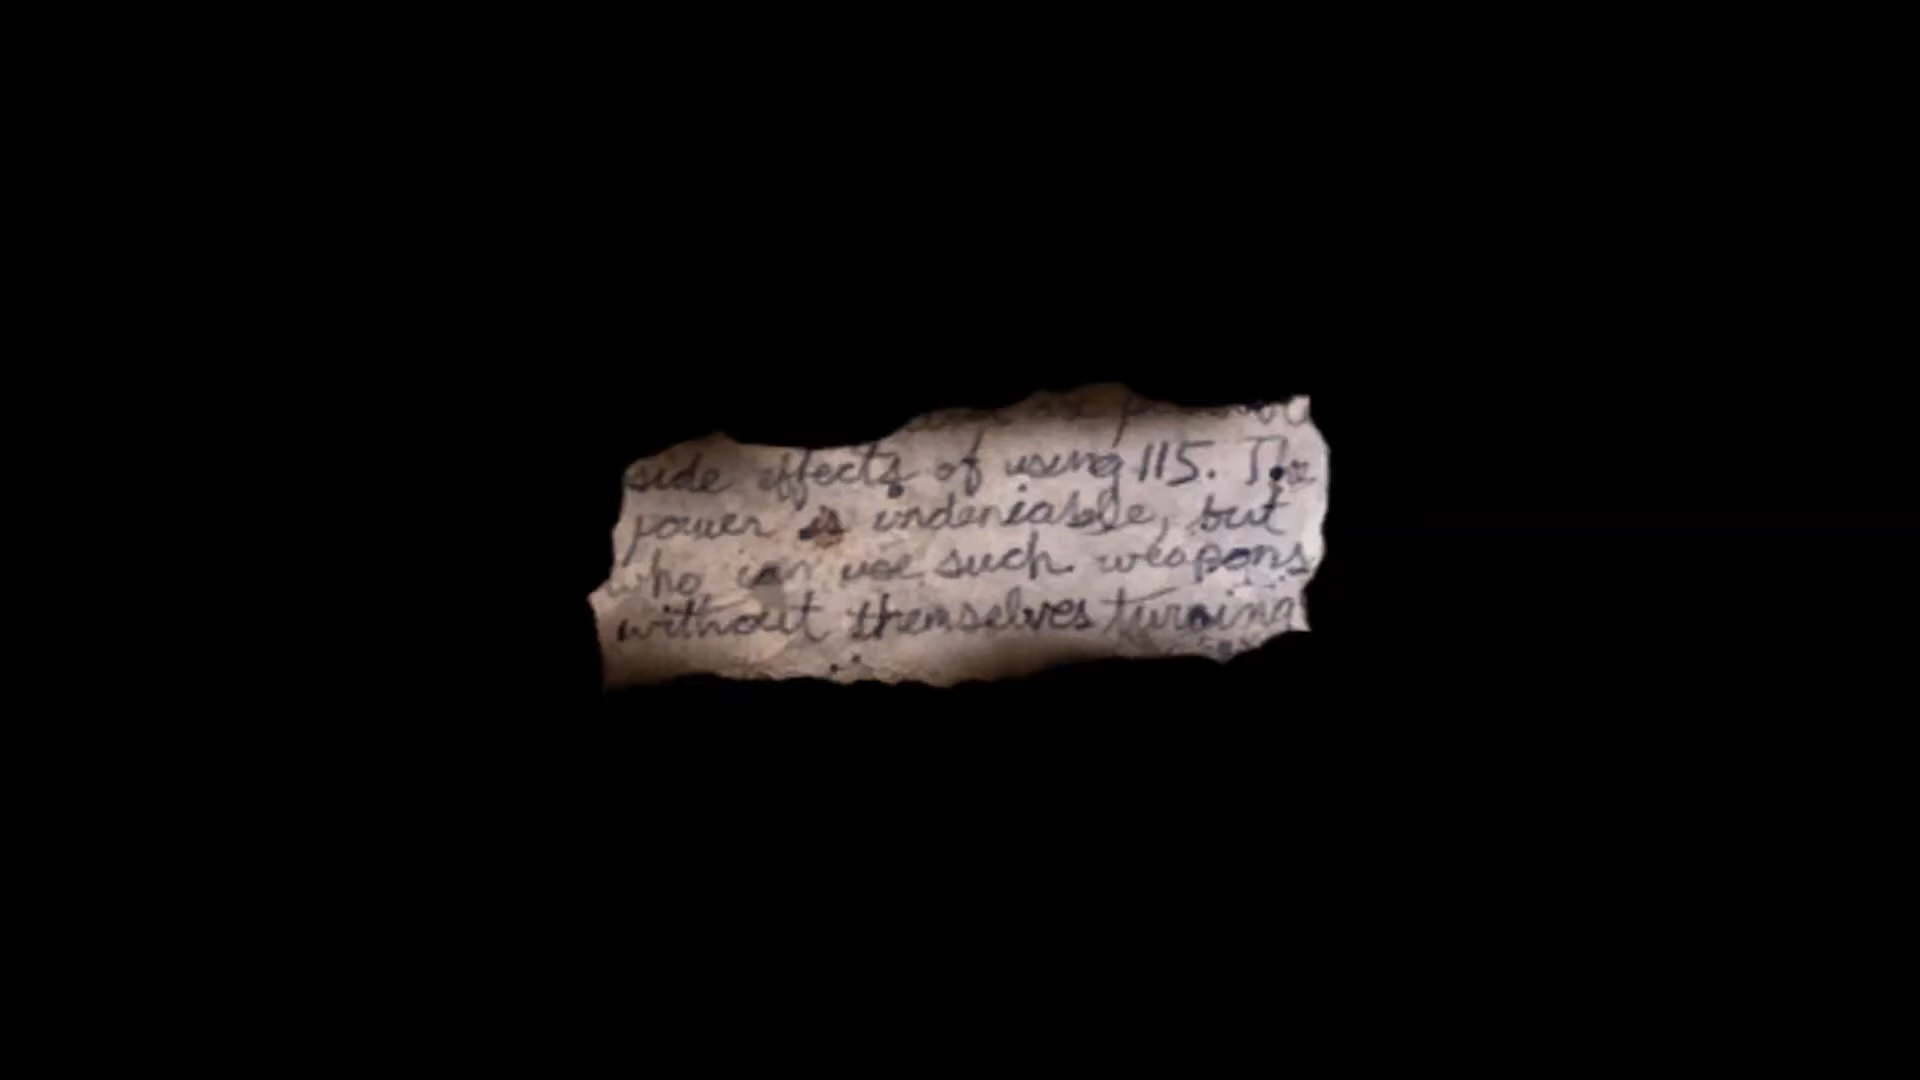 side effects of using 115. The
power is undeniable, but
who can use such weapons
without themselves turning